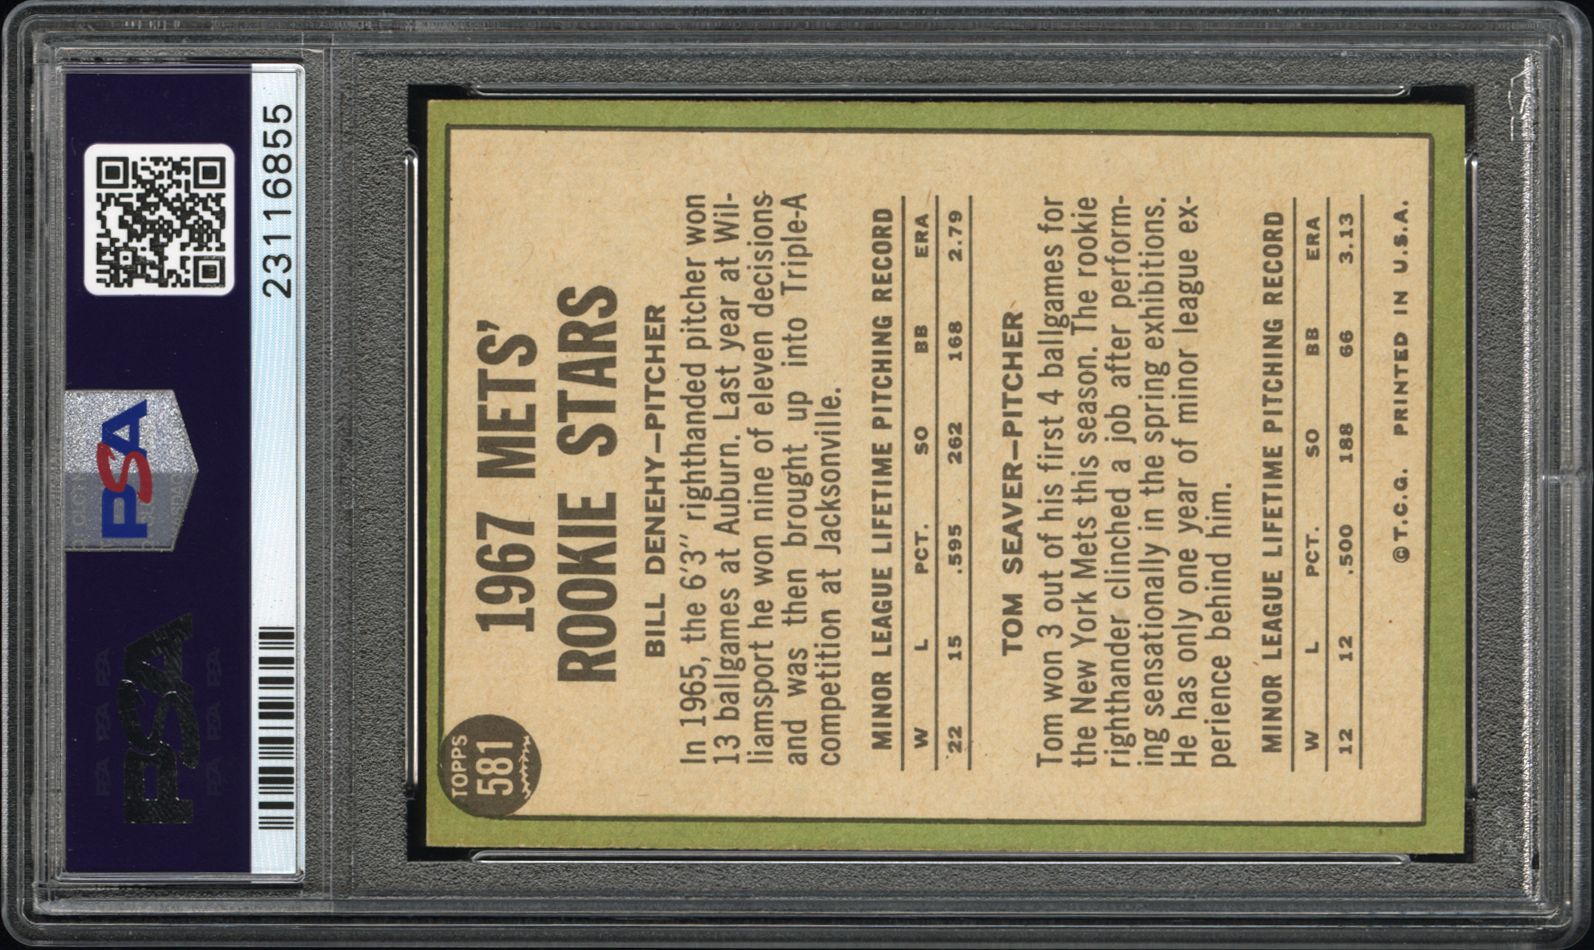 23116855
PSA
PSA
TOPPS
581
1967 METS'
ROOKIE STARS
BILL DENEHY—PITCHER
In 1965, the 6'3" righthanded pitcher won
13 ballgames at Auburn. Last year at Wil-
liamsport he won nine of eleven decisions
and was then brought up into Triple-A
competition at Jacksonville.
MINOR LEAGUE LIFETIME PITCHING RECORD
W L PCT. SO BB ERA
22 15 .595 262 168 2.79
TOM SEAVER—PITCHER
Tom won 3 out of his first 4 ballgames for
the New York Mets this season. The rookie
righthander clinched a job after perform-
ing sensationally in the spring exhibitions.
He has only one year of minor league ex-
perience behind him.
MINOR LEAGUE LIFETIME PITCHING RECORD
W L PCT. SO BB ERA
12 12 .500 188 66 3.13
©T.C.G. PRINTED IN U.S.A.